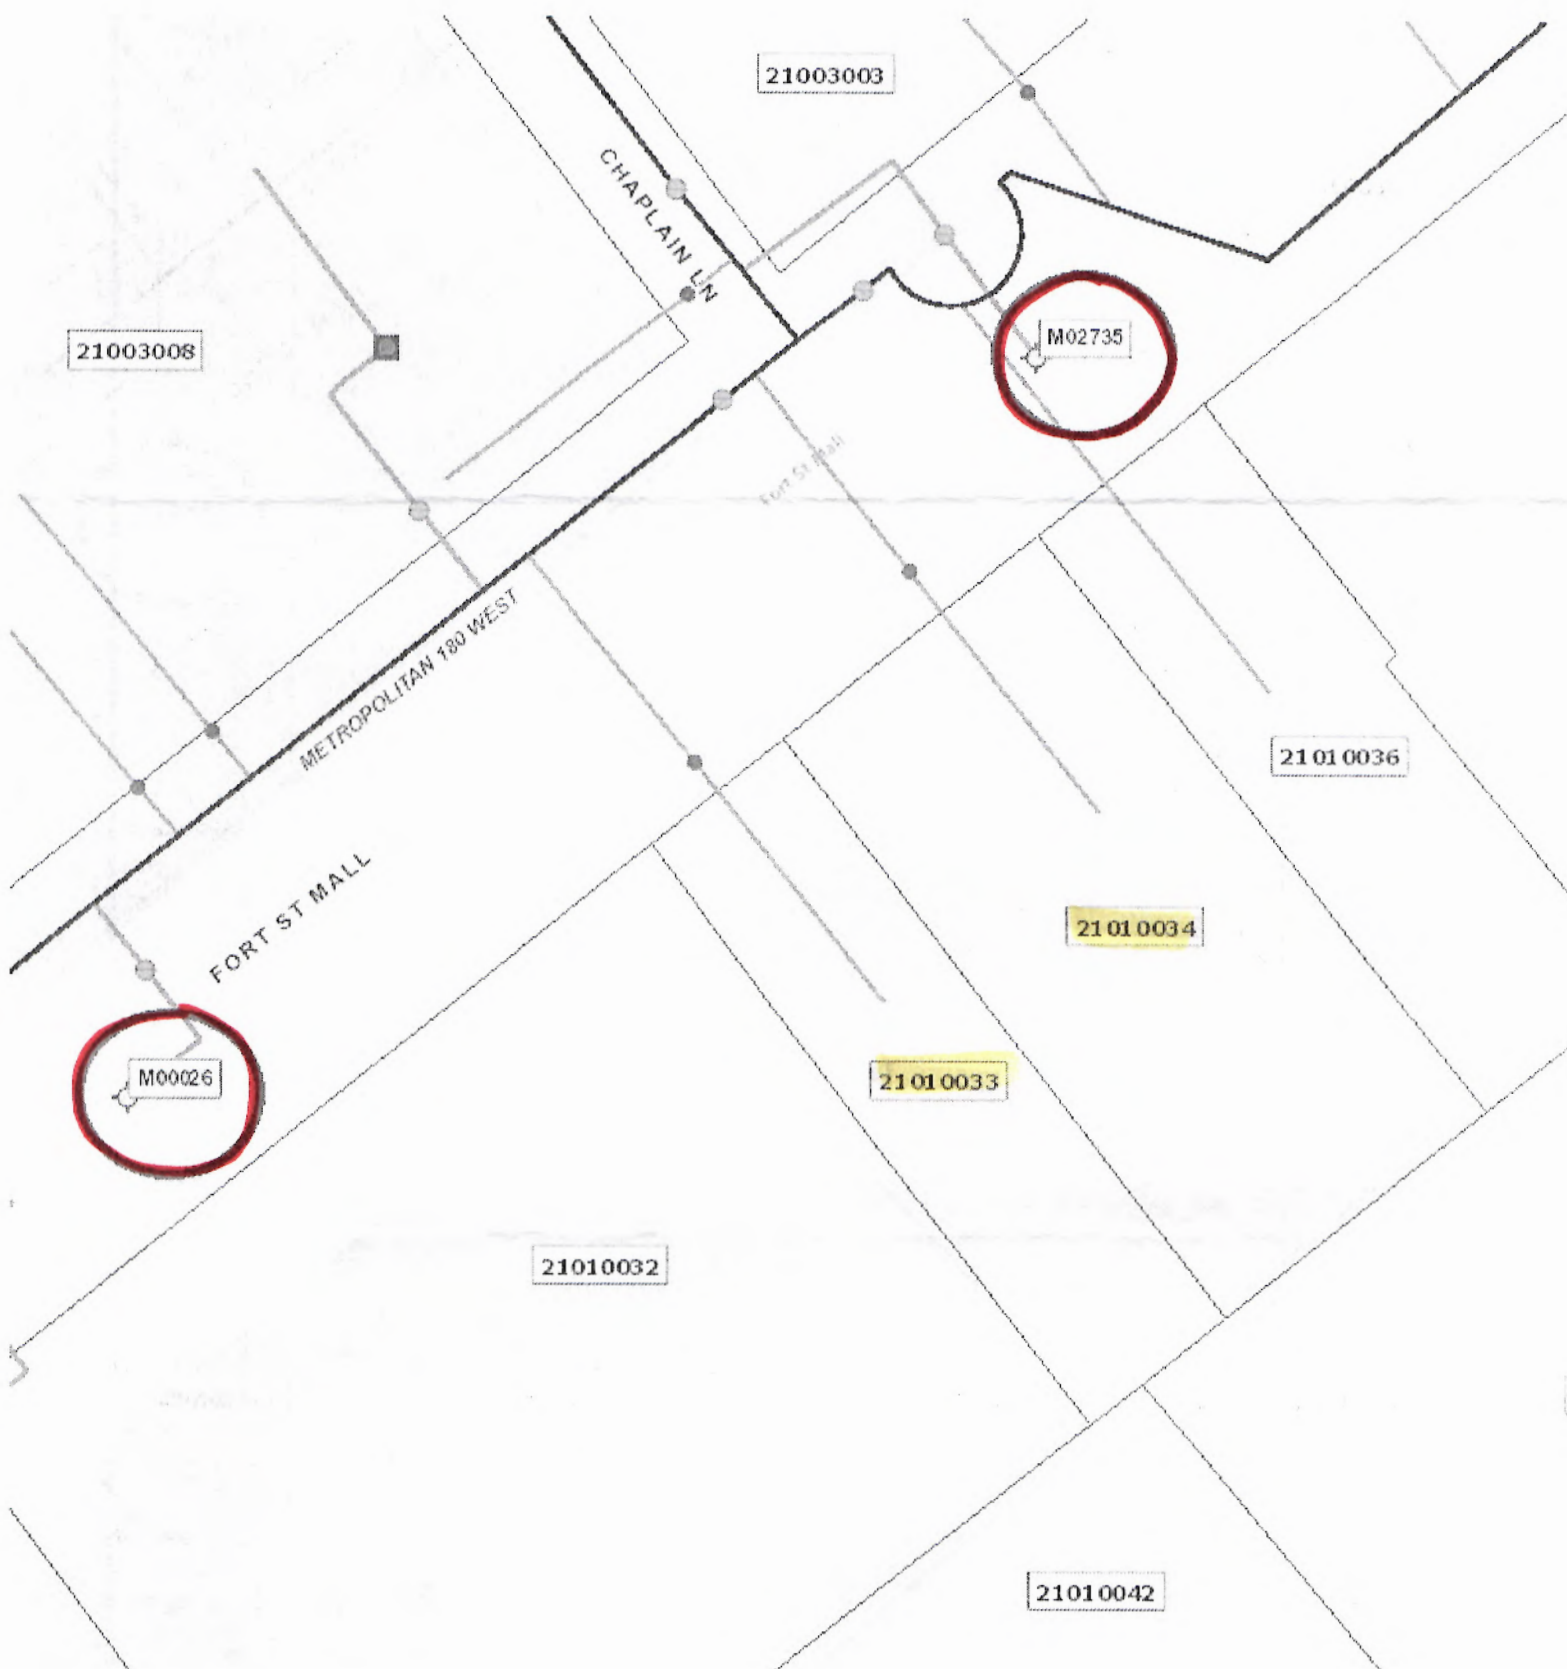 21003003
CHAPLAIN LN
21003008
M02735
Fort St Mall
METROPOLITAN 180 WEST
21010036
FORT ST MALL
21010034
M00026
21010033
21010032
21010042